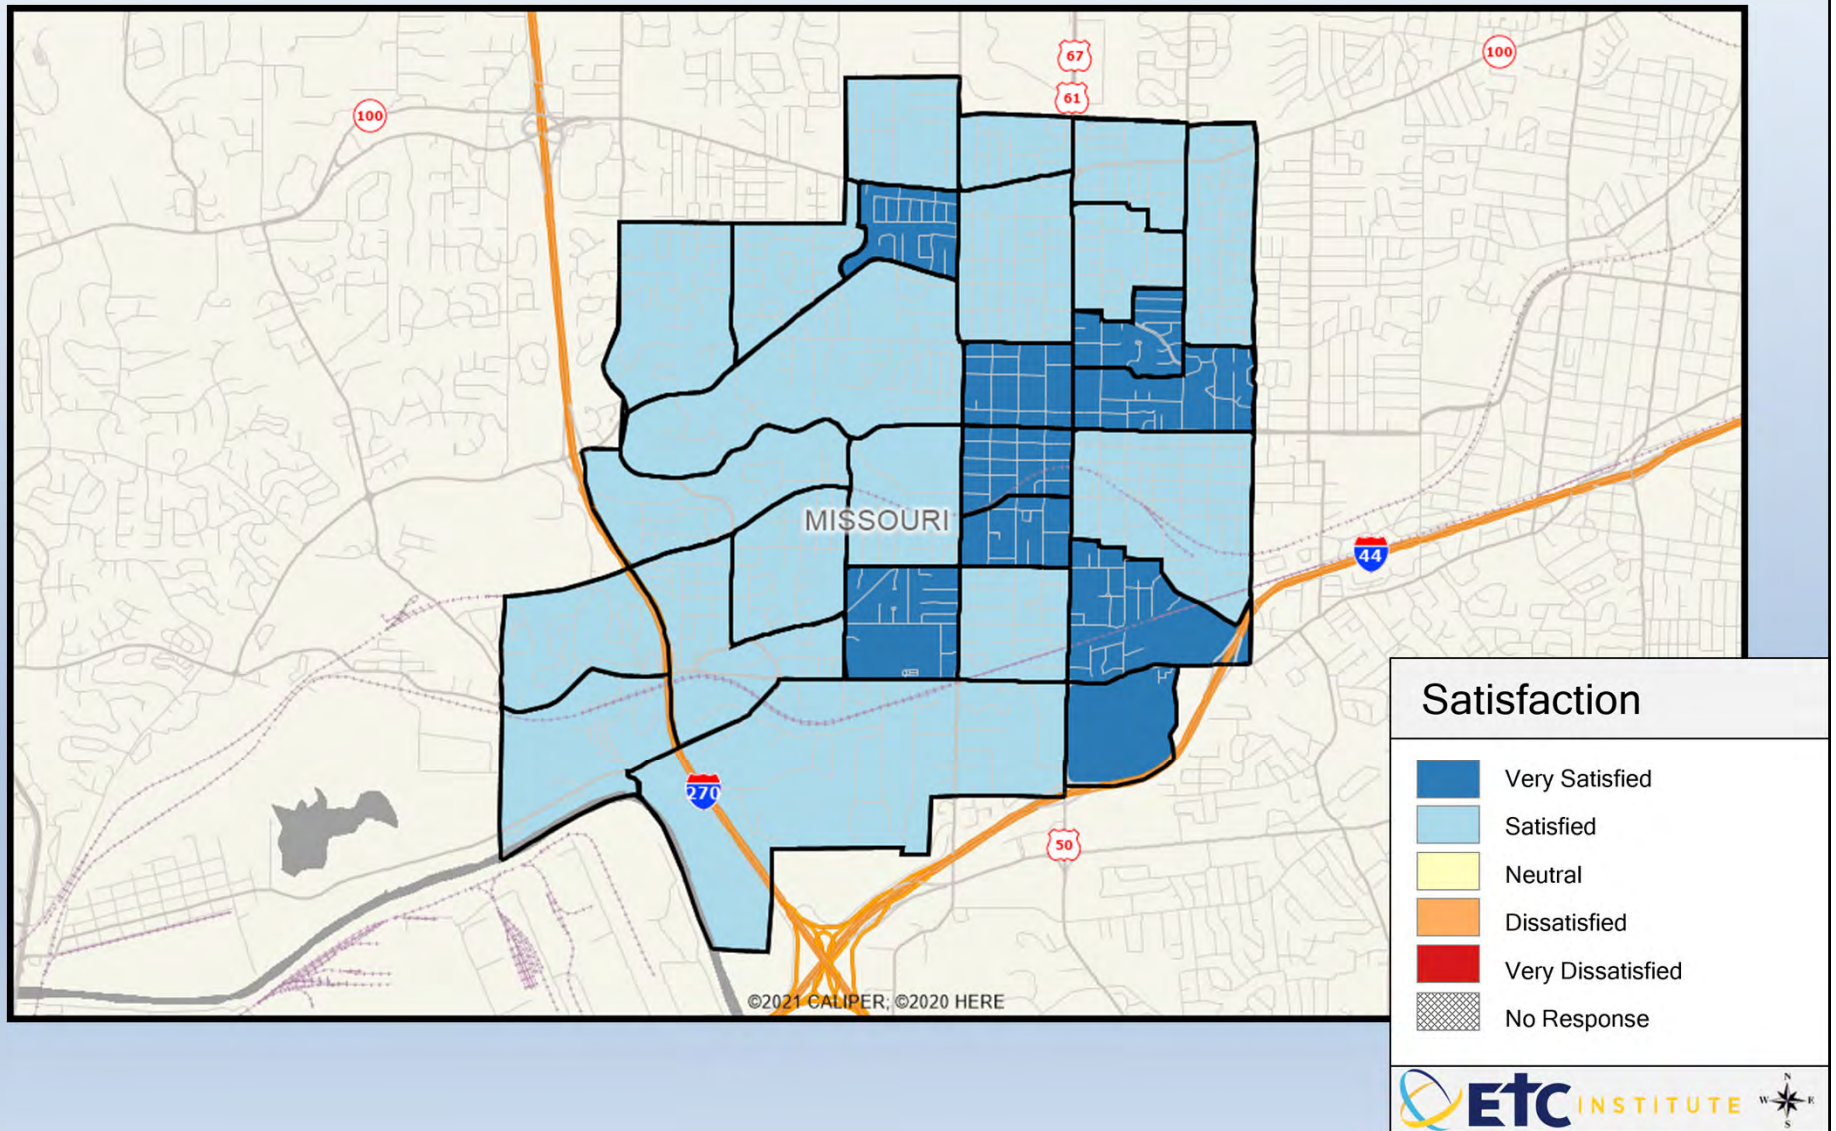 67
100
61
100
MISSOURI
44
270
50
©2021 CALIPER; ©2020 HERE
Satisfaction
Very Satisfied
Satisfied
Neutral
Dissatisfied
Very Dissatisfied
No Response
ETC INSTITUTE
N
W E
S